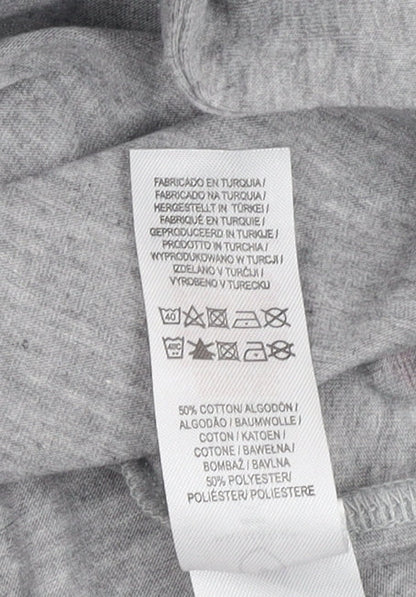 FABRICADO EN TURQUIA /
FABRICADO NA TURQUIA /
HERGESTELLT IN TÜRKEI /
FABRIQUÉ EN TURQUIE /
GEPRODUCEERD IN TURKIJE /
PRODOTTO IN TURCHIA /
WYPRODUKOWANO W TURCJI /
IZDELANO V TURČIJI /
VYROBENO V TURECKU
40
40C
50% COTTON / ALGODÓN /
ALGODÃO / BAUMWOLLE /
COTON / KATOEN /
COTONE / BAWEŁNA /
BOMBAŽ / BAVLNA
50% POLYESTER /
POLIÉSTER / POLIESTERE